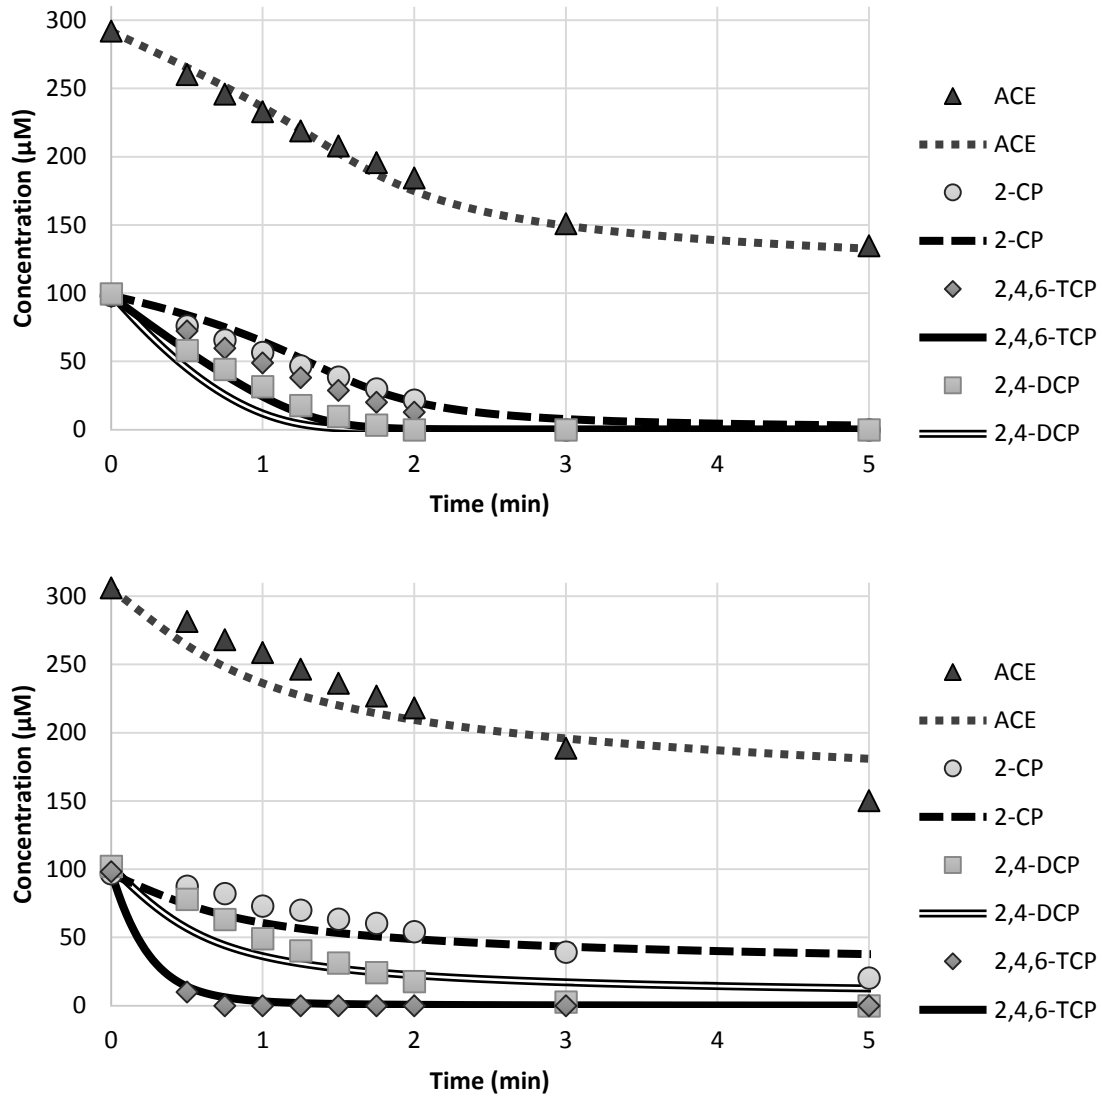 300
250
200
150
100
50
0
Concentration (µM)
0 1 2 3 4 5
Time (min)
ACE
ACE
2-CP
2-CP
2,4,6-TCP
2,4,6-TCP
2,4-DCP
2,4-DCP
300
250
200
150
100
50
0
Concentration (µM)
0 1 2 3 4 5
Time (min)
ACE
ACE
2-CP
2-CP
2,4-DCP
2,4-DCP
2,4,6-TCP
2,4,6-TCP